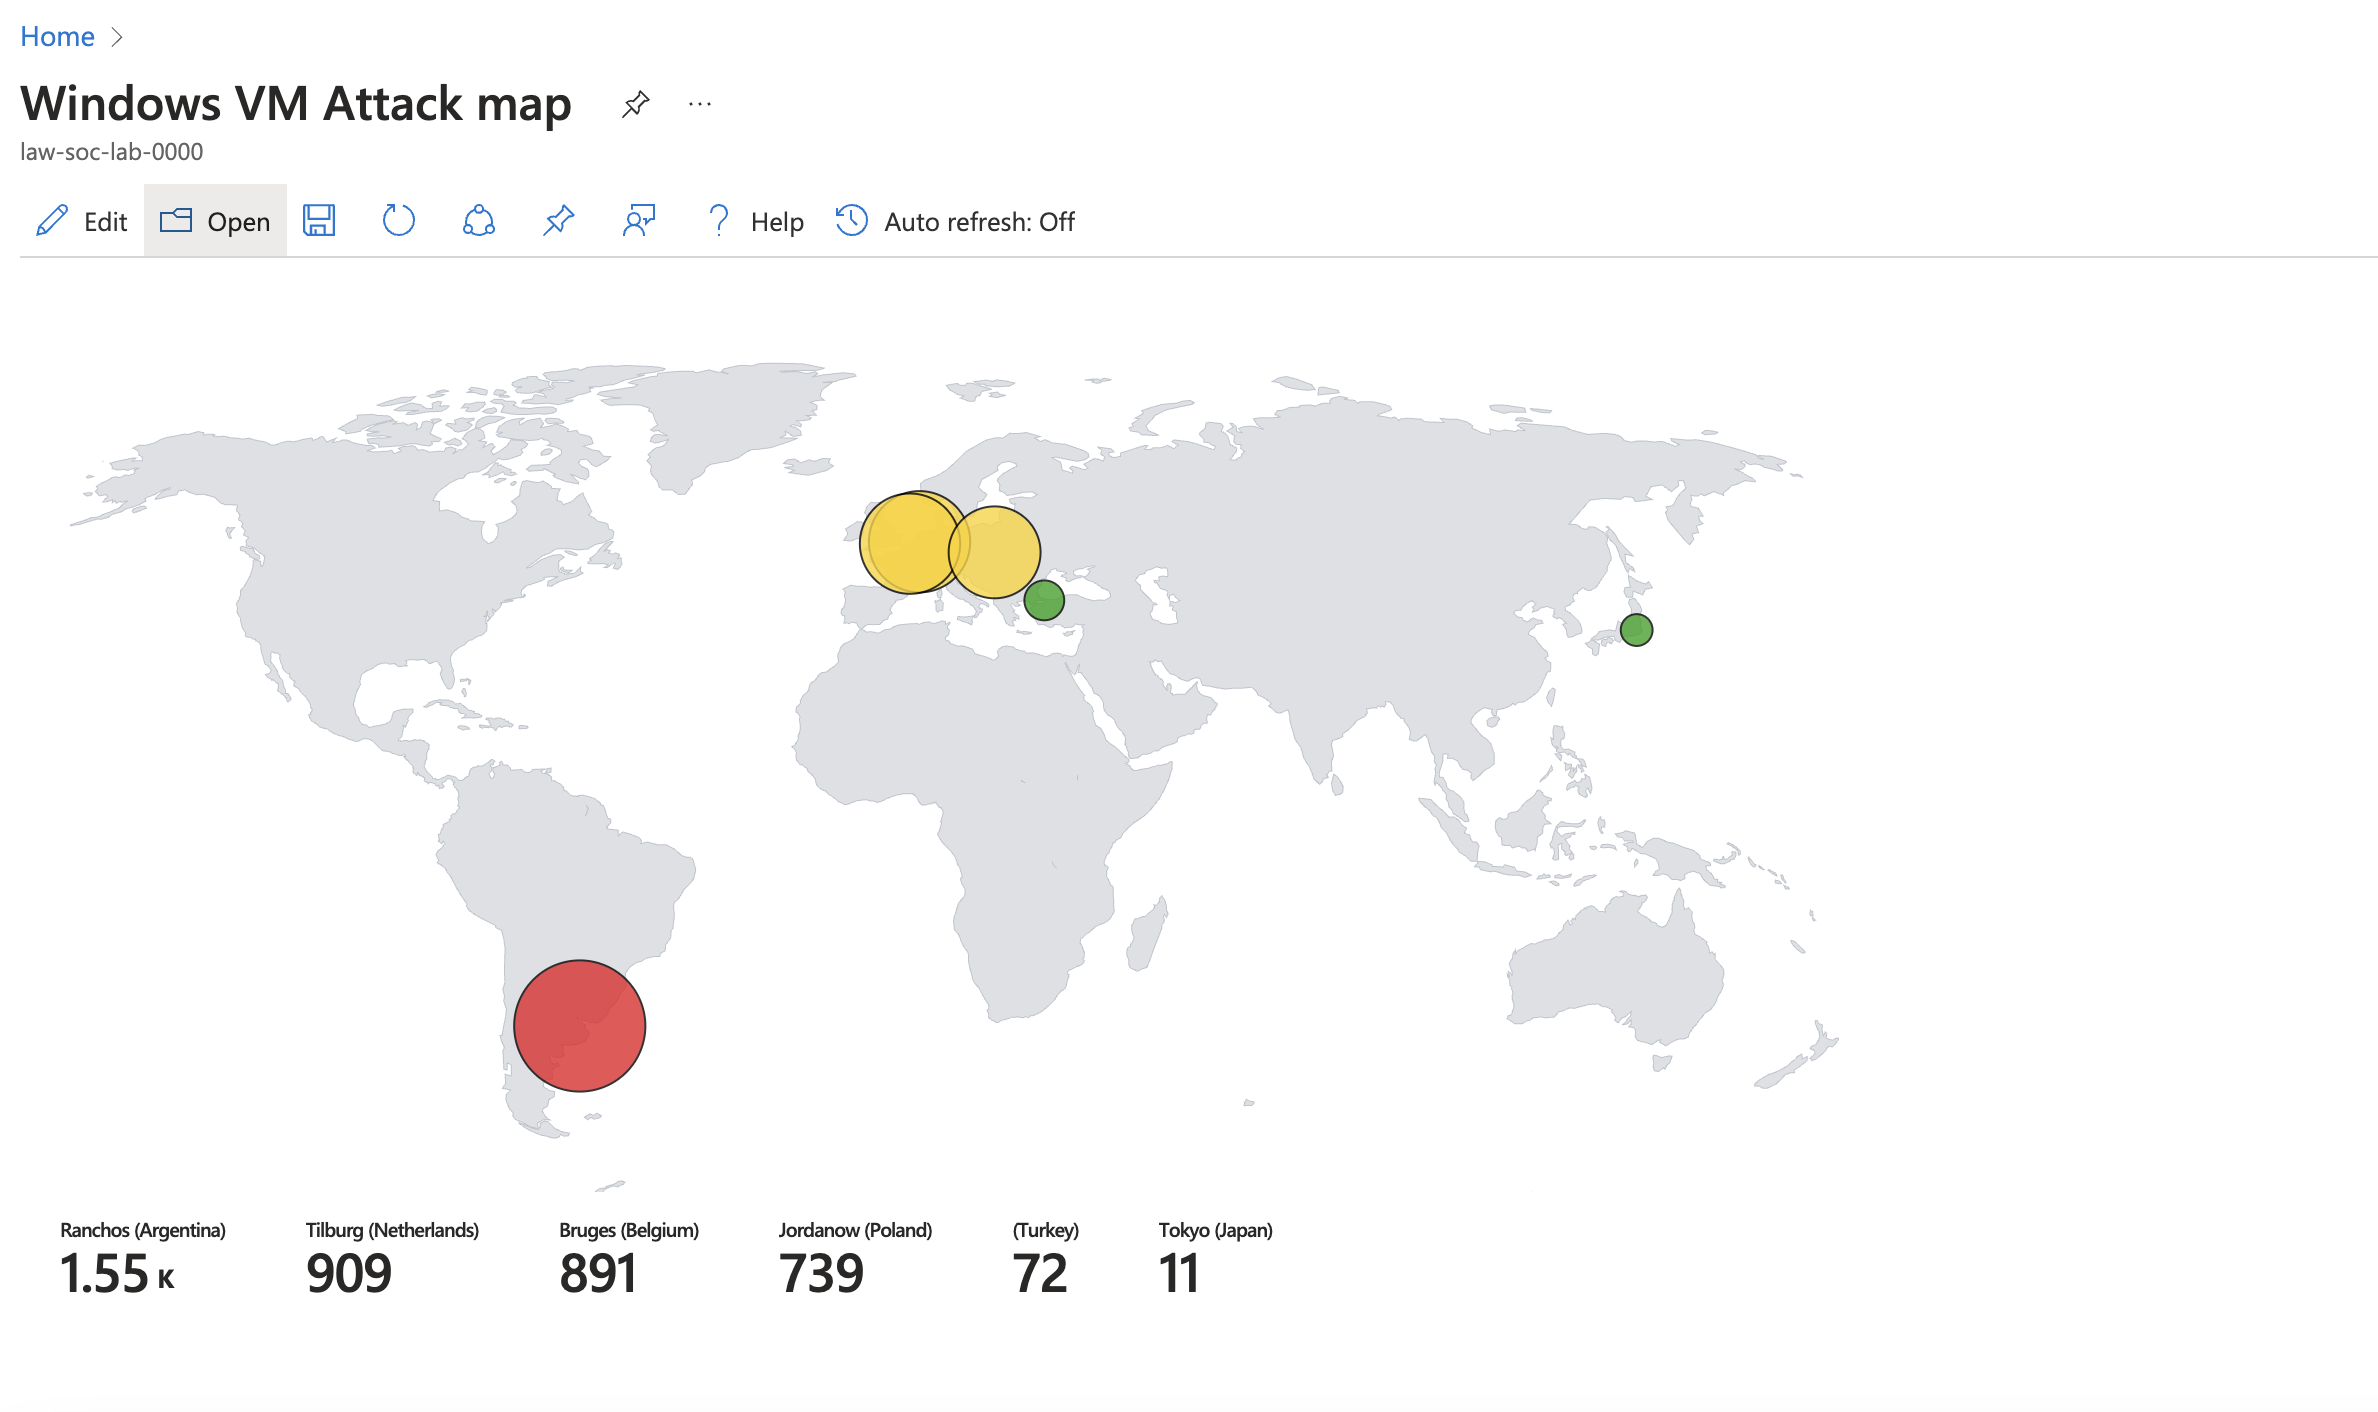 Home
Windows VM Attack map
law-soc-lab-0000
Edit Open Help Auto refresh: Off
Ranchos (Argentina) Tilburg (Netherlands) Bruges (Belgium) Jordanow (Poland) (Turkey) Tokyo (Japan)
1.55 K 909 891 739 72 11